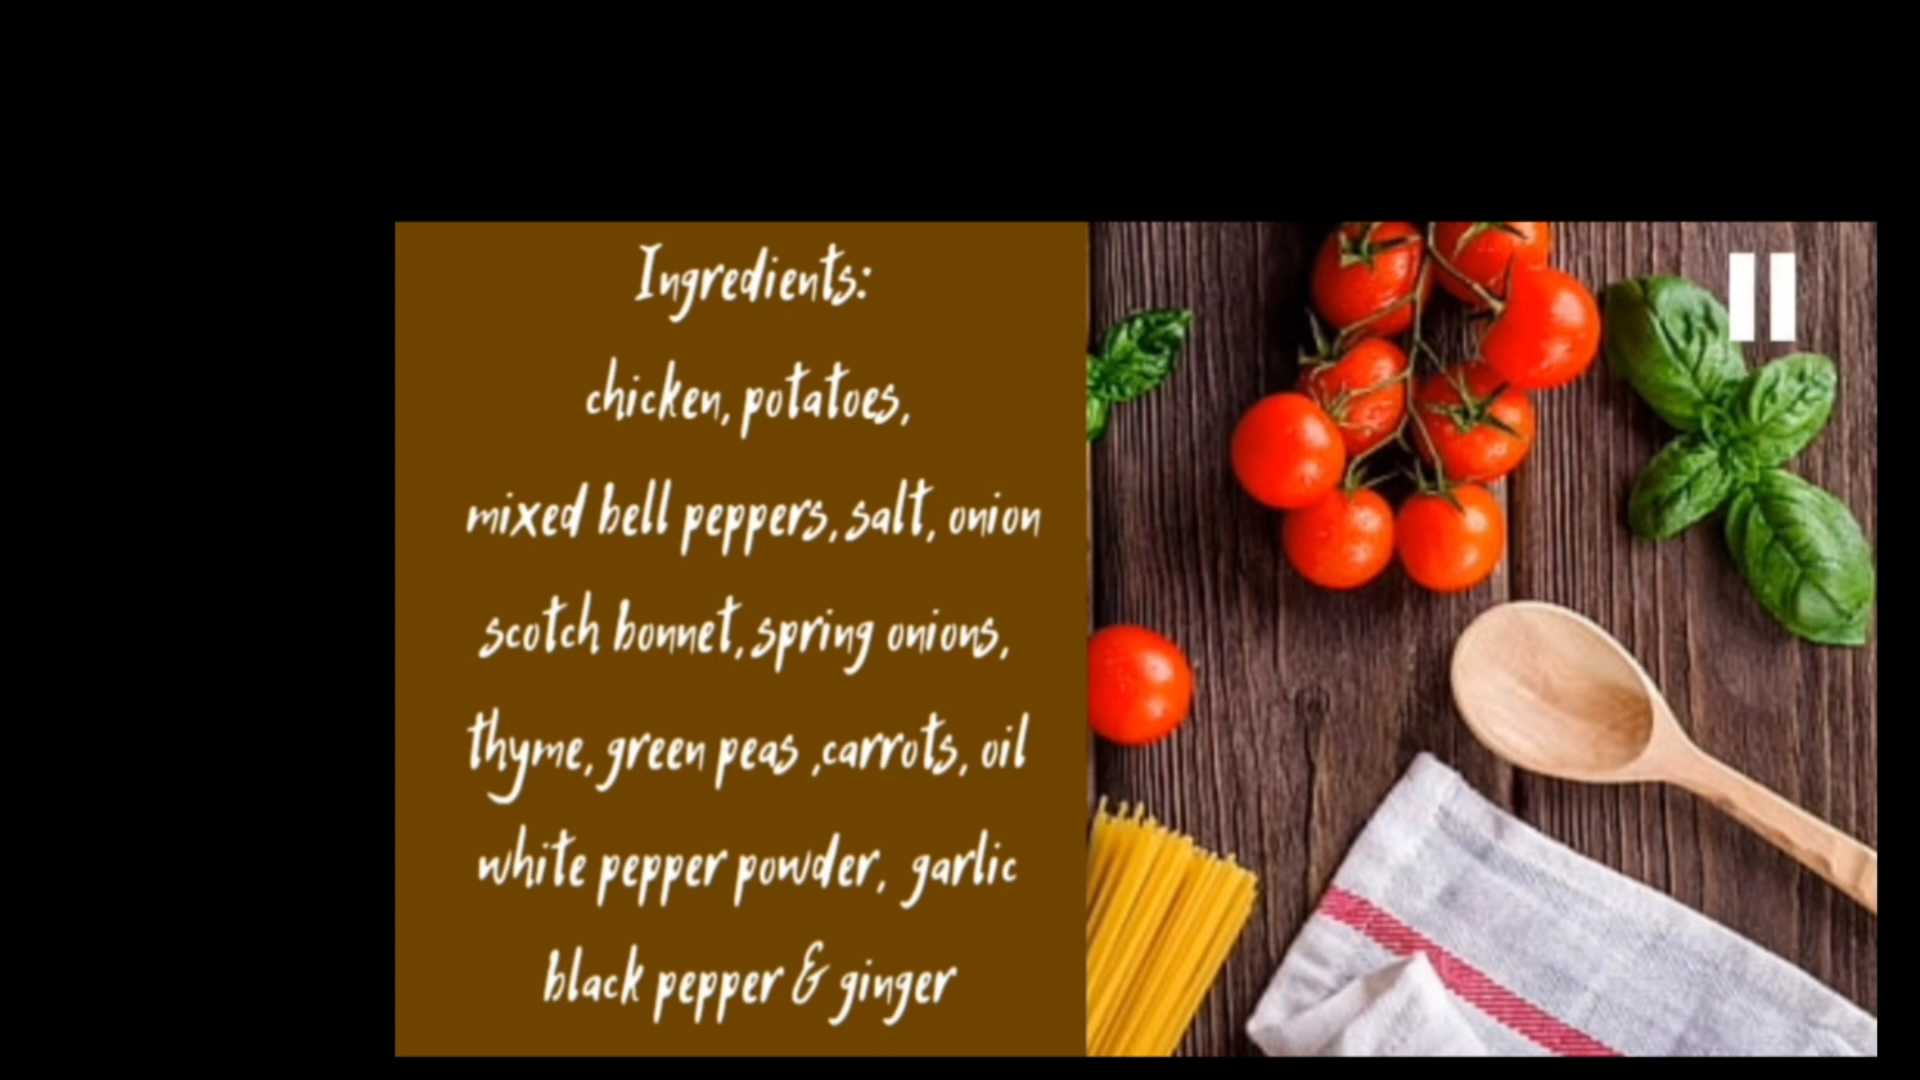 Ingredients:
chicken, potatoes,
mixed bell peppers, salt, onion
scotch bonnet, spring onions,
thyme, green peas ,carrots, oil
white pepper powder, garlic
black pepper & ginger